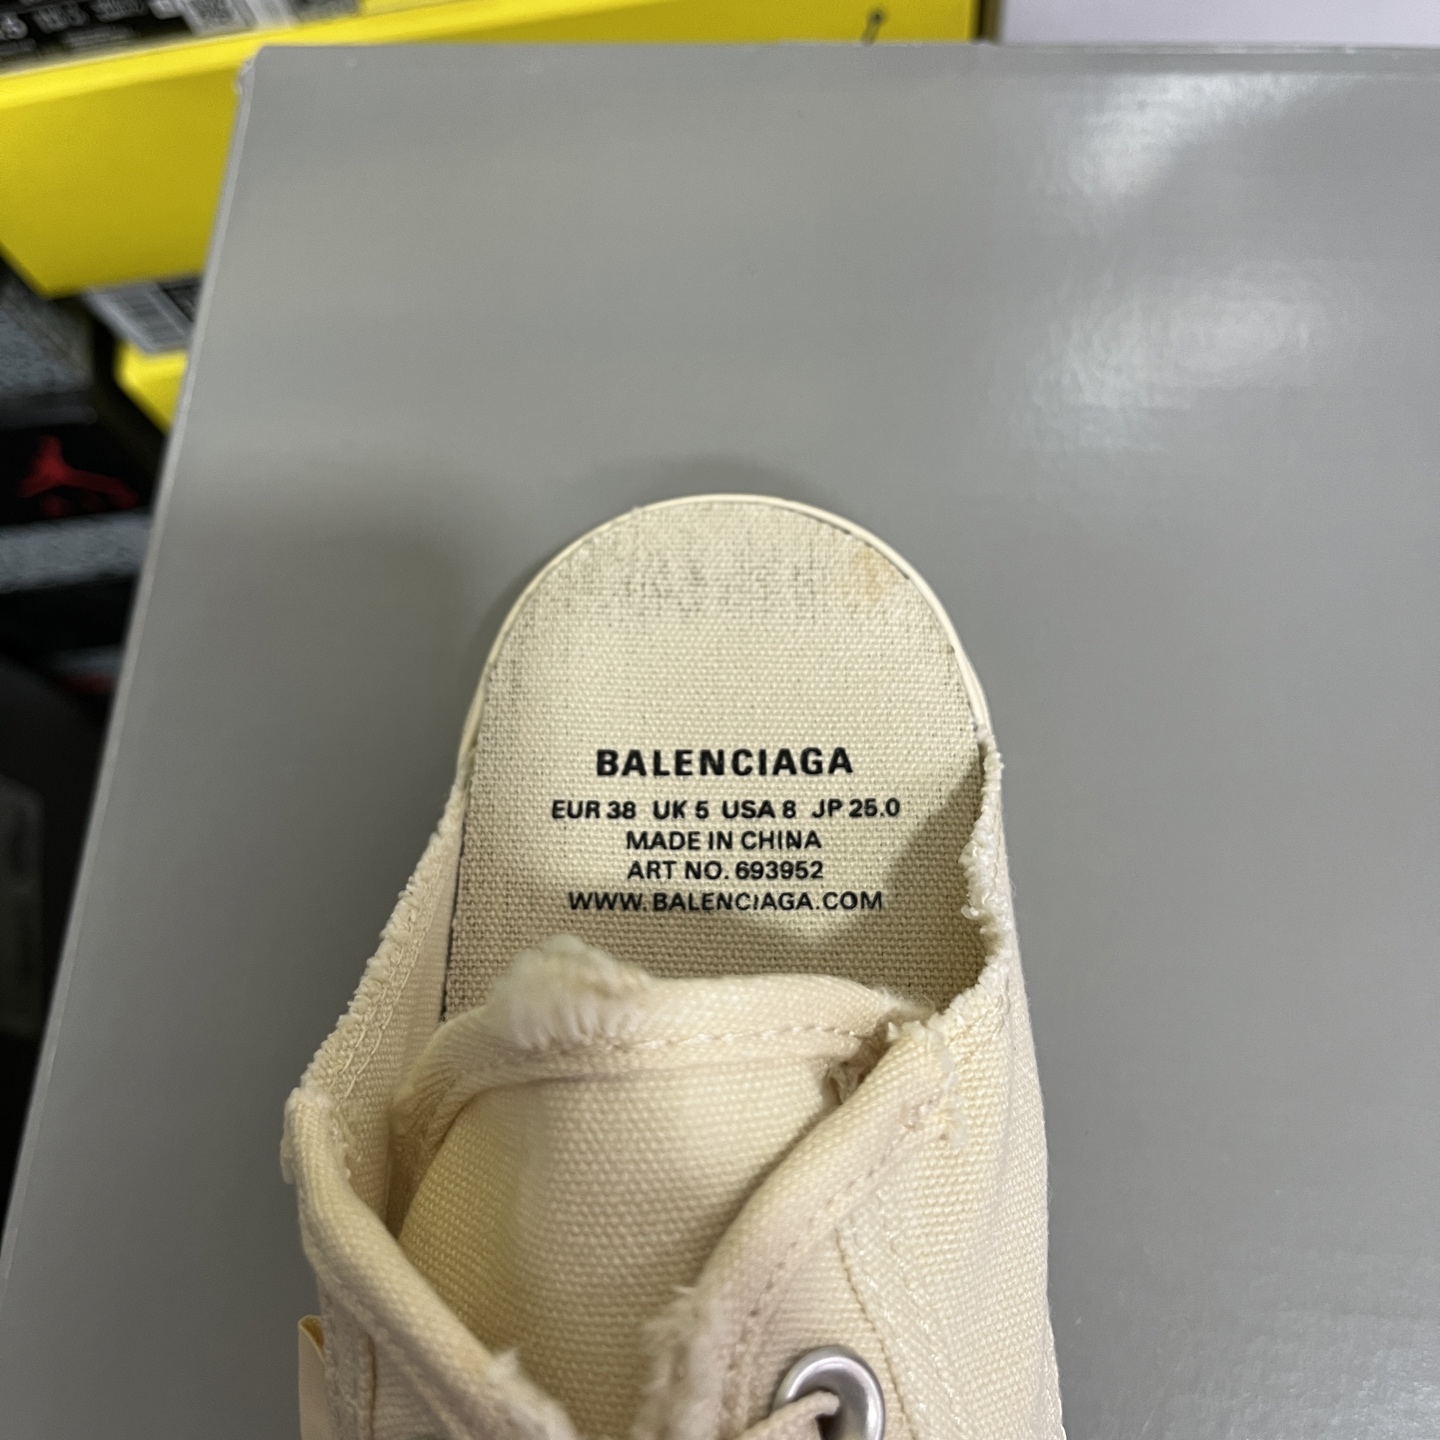 BALENCIAGA
EUR 38 UK 5 USA 8 JP 25.0
MADE IN CHINA
ART NO. 693952
WWW.BALENCIAGA.COM